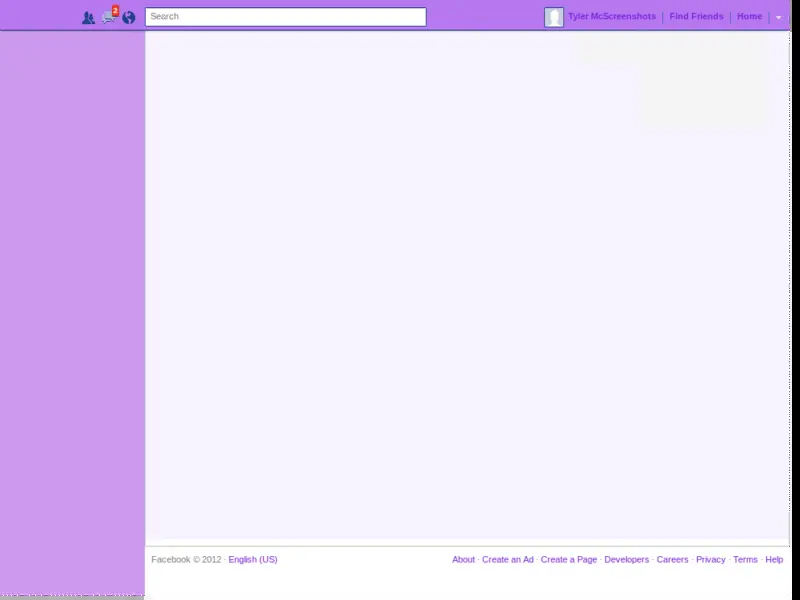 2
Search
Tyler McScreenshots Find Friends Home
Facebook © 2012 · English (US)
About · Create an Ad · Create a Page · Developers · Careers · Privacy · Terms · Help